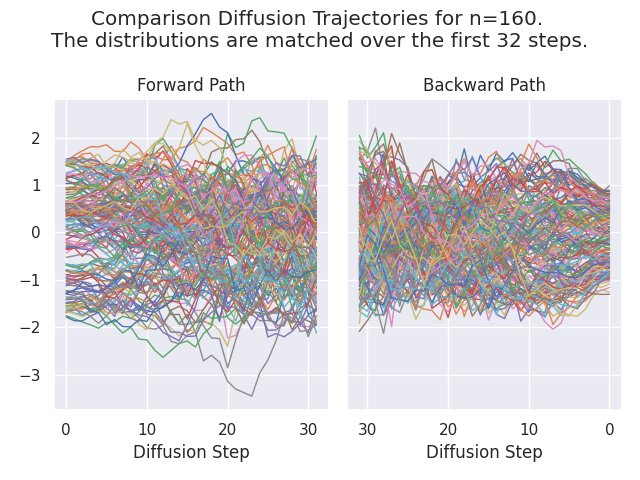 Comparison Diffusion Trajectories for n=160.
The distributions are matched over the first 32 steps.
Forward Path
Backward Path
2
1
0
−1
−2
−3
0 10 20 30
30 20 10 0
Diffusion Step
Diffusion Step